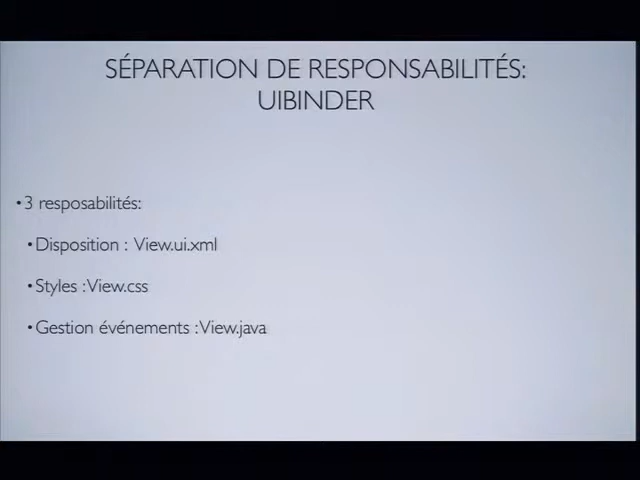 SÉPARATION DE RESPONSABILITÉS:
UIBINDER
•3 resposabilités:
•Disposition : View.ui.xml
•Styles :View.css
•Gestion événements :View.java